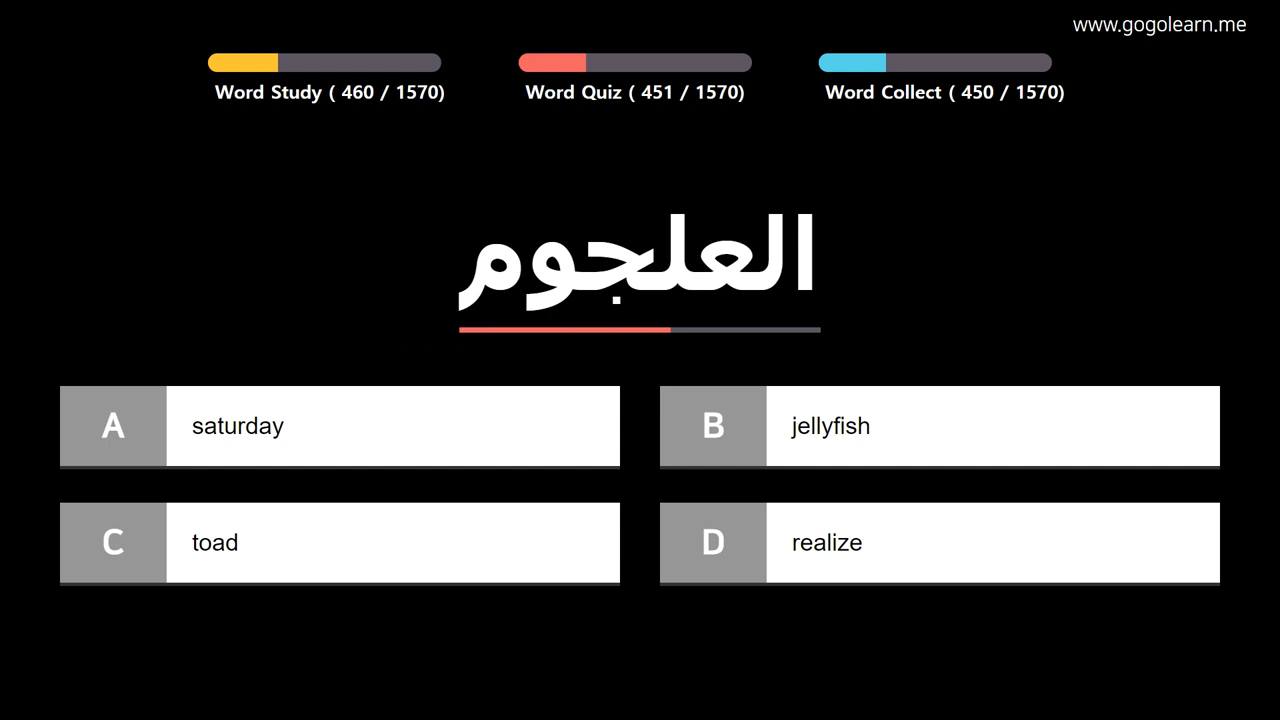 www.gogolearn.me
Word Study ( 460 / 1570)
Word Quiz ( 451 / 1570)
Word Collect ( 450 / 1570)
العلجوم
A saturday
B jellyfish
C toad
D realize